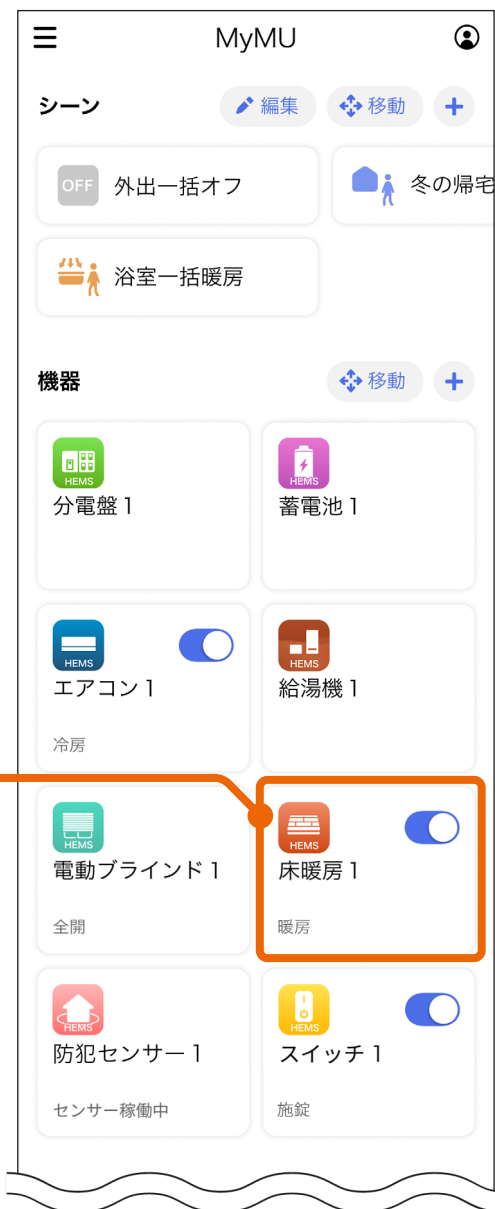 MyMU
シーン
編集
移動
OFF
外出一括オフ
冬の帰宅
浴室一括暖房
機器
移動
HEMS
分電盤 1
HEMS
蓄電池 1
HEMS
エアコン 1
冷房
HEMS
給湯機 1
HEMS
電動ブラインド 1
全開
HEMS
床暖房 1
暖房
HEMS
防犯センサー 1
センサー稼働中
HEMS
スイッチ 1
施錠